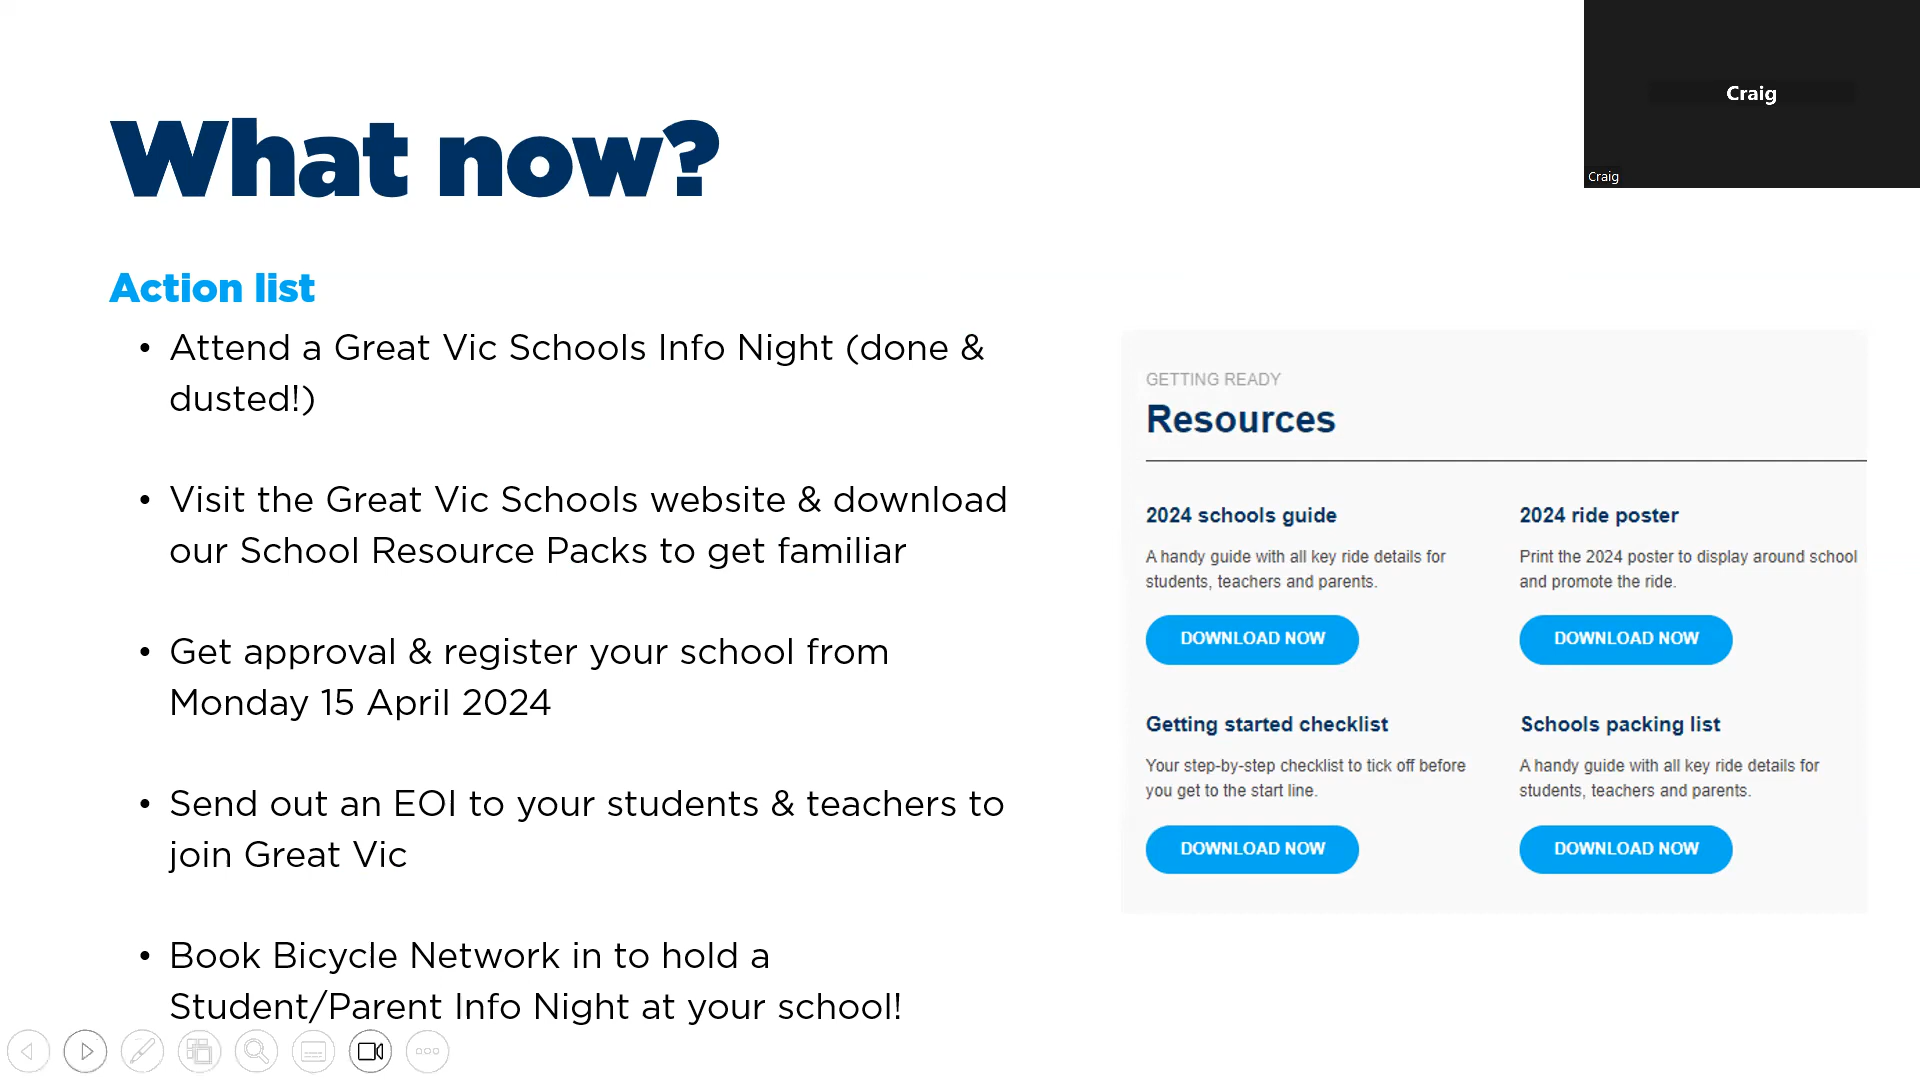 What now?
Action list
• Attend a Great Vic Schools Info Night (done &
dusted!)
• Visit the Great Vic Schools website & download
our School Resource Packs to get familiar
• Get approval & register your school from
Monday 15 April 2024
• Send out an EOI to your students & teachers to
join Great Vic
• Book Bicycle Network in to hold a
Student/Parent Info Night at your school!
GETTING READY
Resources
2024 schools guide
A handy guide with all key ride details for
students, teachers and parents.
DOWNLOAD NOW
2024 ride poster
Print the 2024 poster to display around school
and promote the ride.
DOWNLOAD NOW
Getting started checklist
Your step-by-step checklist to tick off before
you get to the start line.
DOWNLOAD NOW
Schools packing list
A handy guide with all key ride details for
students, teachers and parents.
DOWNLOAD NOW
Craig
Craig